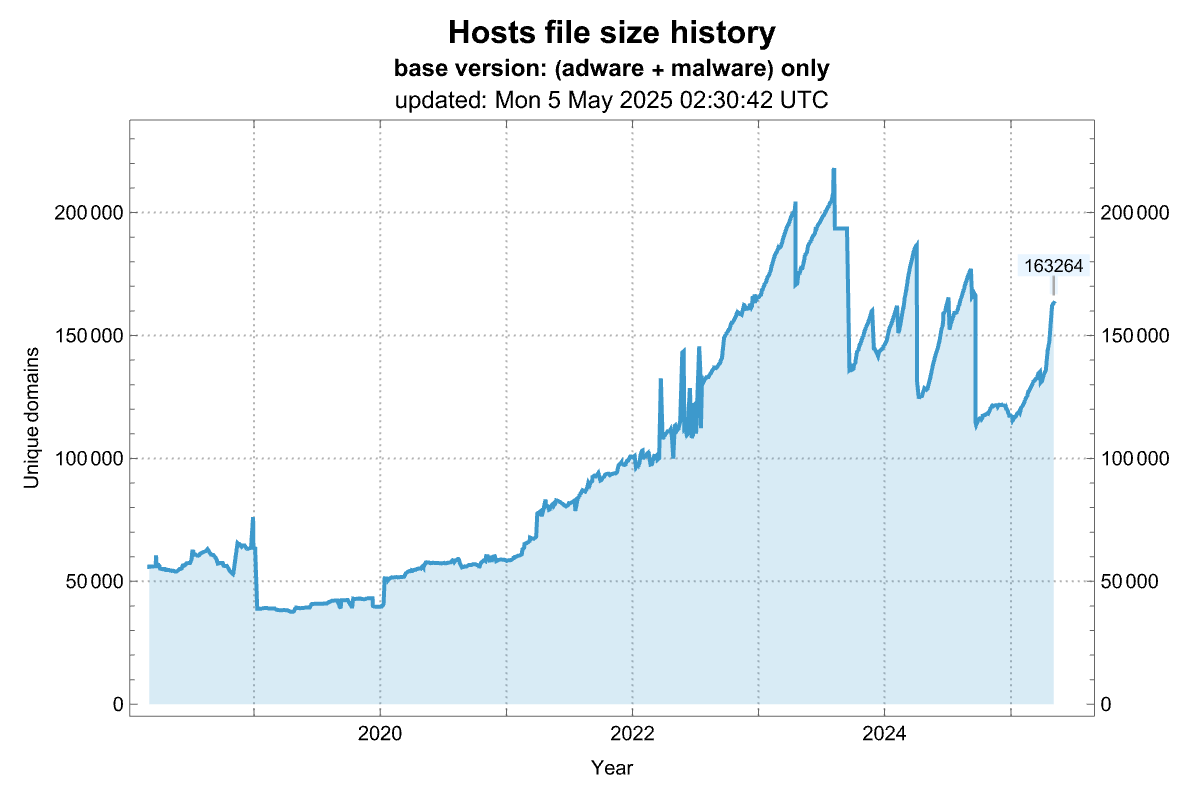 Hosts file size history
base version: (adware + malware) only
updated: Mon 5 May 2025 02:30:42 UTC
200 000
200 000
163264
150 000
150 000
Unique domains
100 000
100 000
50 000
50 000
0
0
2020
2022
2024
Year